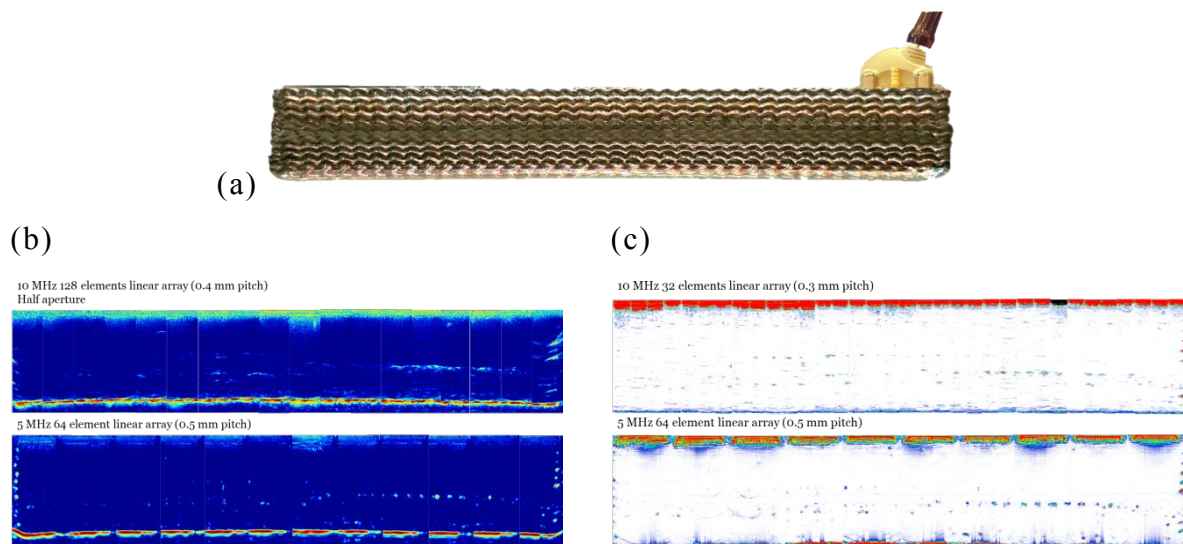 (a)
(b)
(c)
10 MHz 128 elements linear array (0.4 mm pitch)
Half aperture
5 MHz 64 element linear array (0.5 mm pitch)
10 MHz 32 elements linear array (0.3 mm pitch)
5 MHz 64 element linear array (0.5 mm pitch)